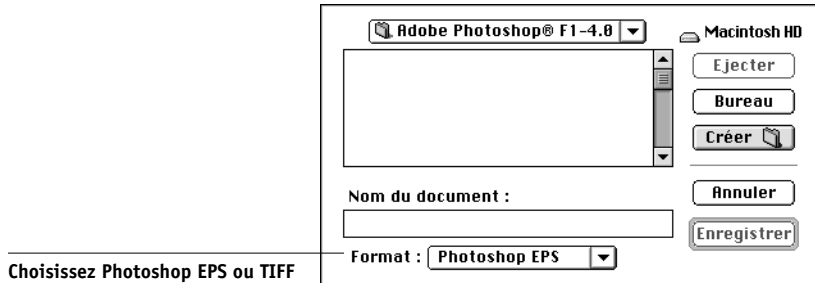 Adobe Photoshop® F1-4.0
Macintosh HD
Ejecter
Bureau
Créer
Nom du document :
Annuler
Enregistrer
Format : Photoshop EPS
Choisissez Photoshop EPS ou TIFF